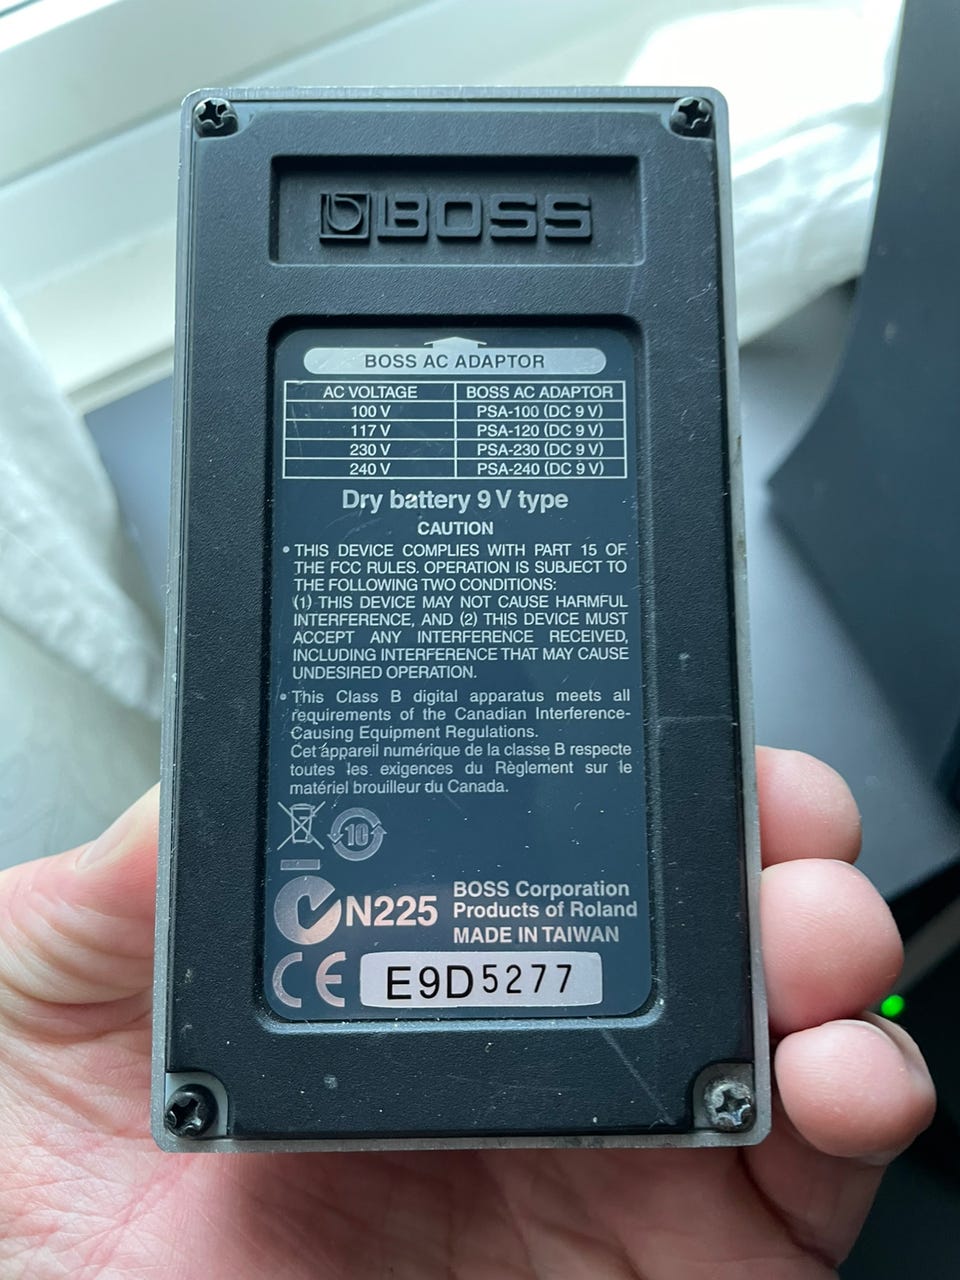 BOSS
BOSS AC ADAPTOR
AC VOLTAGE BOSS AC ADAPTOR
100 V PSA-100 (DC 9 V)
117 V PSA-120 (DC 9 V)
230 V PSA-230 (DC 9 V)
240 V PSA-240 (DC 9 V)
Dry battery 9 V type
CAUTION
• THIS DEVICE COMPLIES WITH PART 15 OF
THE FCC RULES. OPERATION IS SUBJECT TO
THE FOLLOWING TWO CONDITIONS:
(1) THIS DEVICE MAY NOT CAUSE HARMFUL
INTERFERENCE, AND (2) THIS DEVICE MUST
ACCEPT ANY INTERFERENCE RECEIVED,
INCLUDING INTERFERENCE THAT MAY CAUSE
UNDESIRED OPERATION.
• This Class B digital apparatus meets all
requirements of the Canadian Interference-
Causing Equipment Regulations.
Cet appareil numérique de la classe B respecte
toutes les exigences du Règlement sur le
matériel brouilleur du Canada.
10
N225
BOSS Corporation
Products of Roland
MADE IN TAIWAN
CE
E9D5277